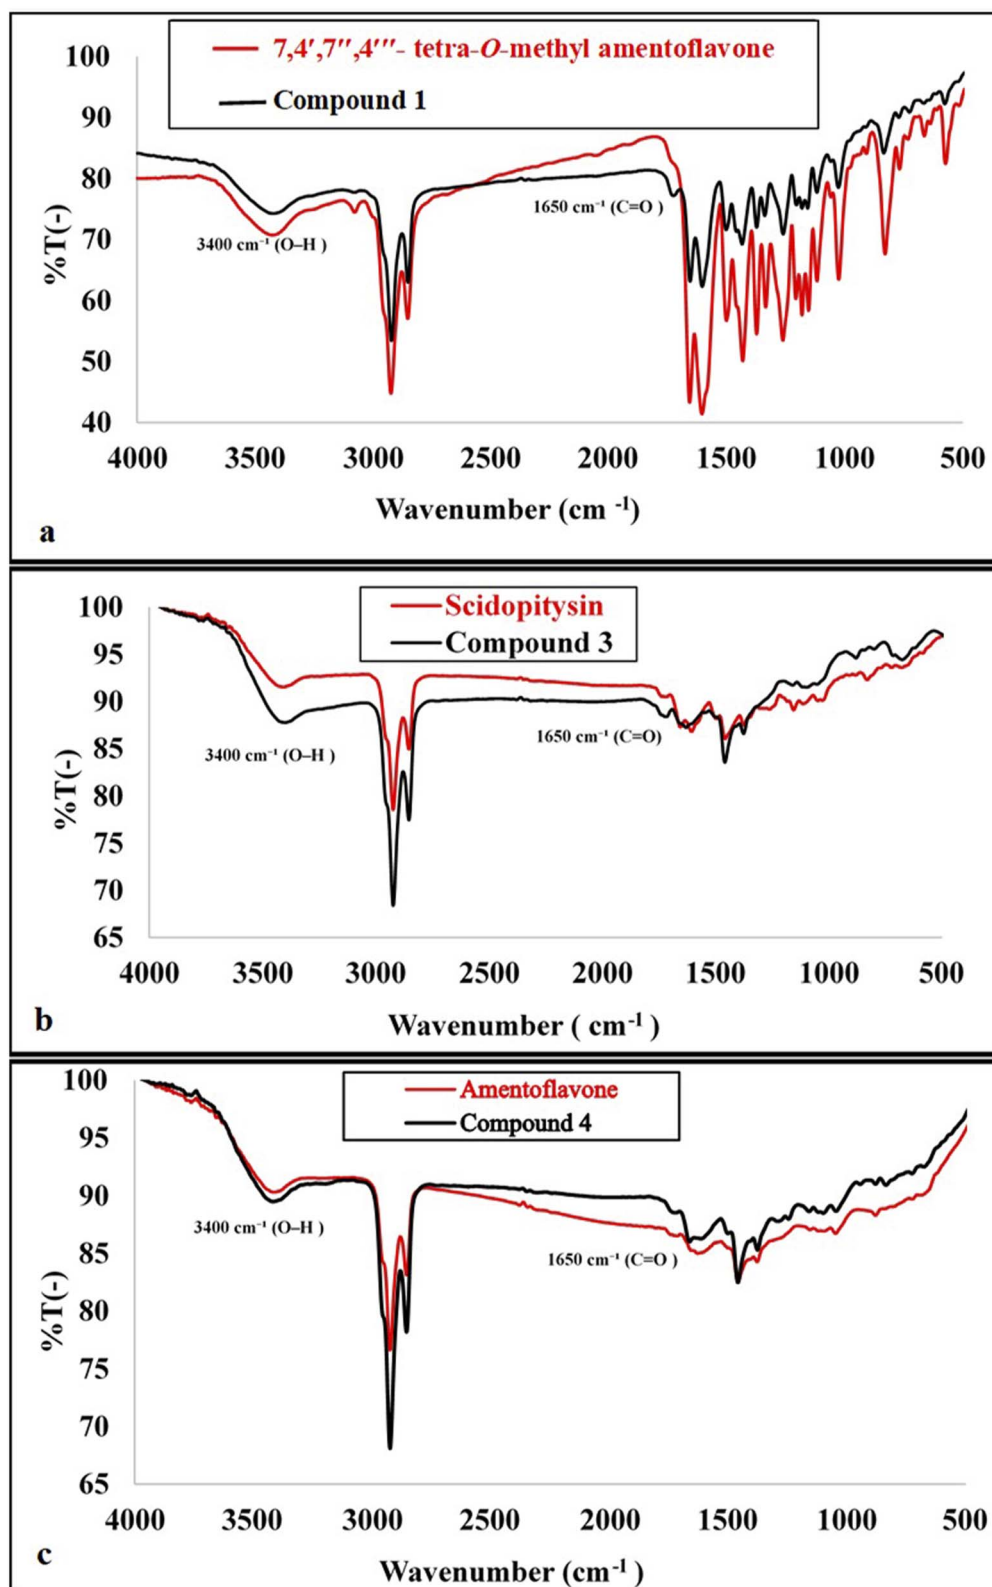 7,4′,7″,4‴- tetra-O-methyl amentoflavone
Compound 1
100
90
80
70
60
50
40
%T(-)
3400 cm⁻¹ (O–H )
1650 cm⁻¹ (C=O )
4000 3500 3000 2500 2000 1500 1000 500
Wavenumber (cm -1)
a
Scidopitysin
Compound 3
100
95
90
85
80
75
70
65
%T(-)
3400 cm⁻¹ (O–H )
1650 cm⁻¹ (C=O)
4000 3500 3000 2500 2000 1500 1000 500
Wavenumber ( cm-1 )
b
Amentoflavone
Compound 4
100
95
90
85
80
75
70
65
%T(-)
3400 cm⁻¹ (O–H )
1650 cm⁻¹ (C=O )
4000 3500 3000 2500 2000 1500 1000 500
Wavenumber (cm-1 )
c